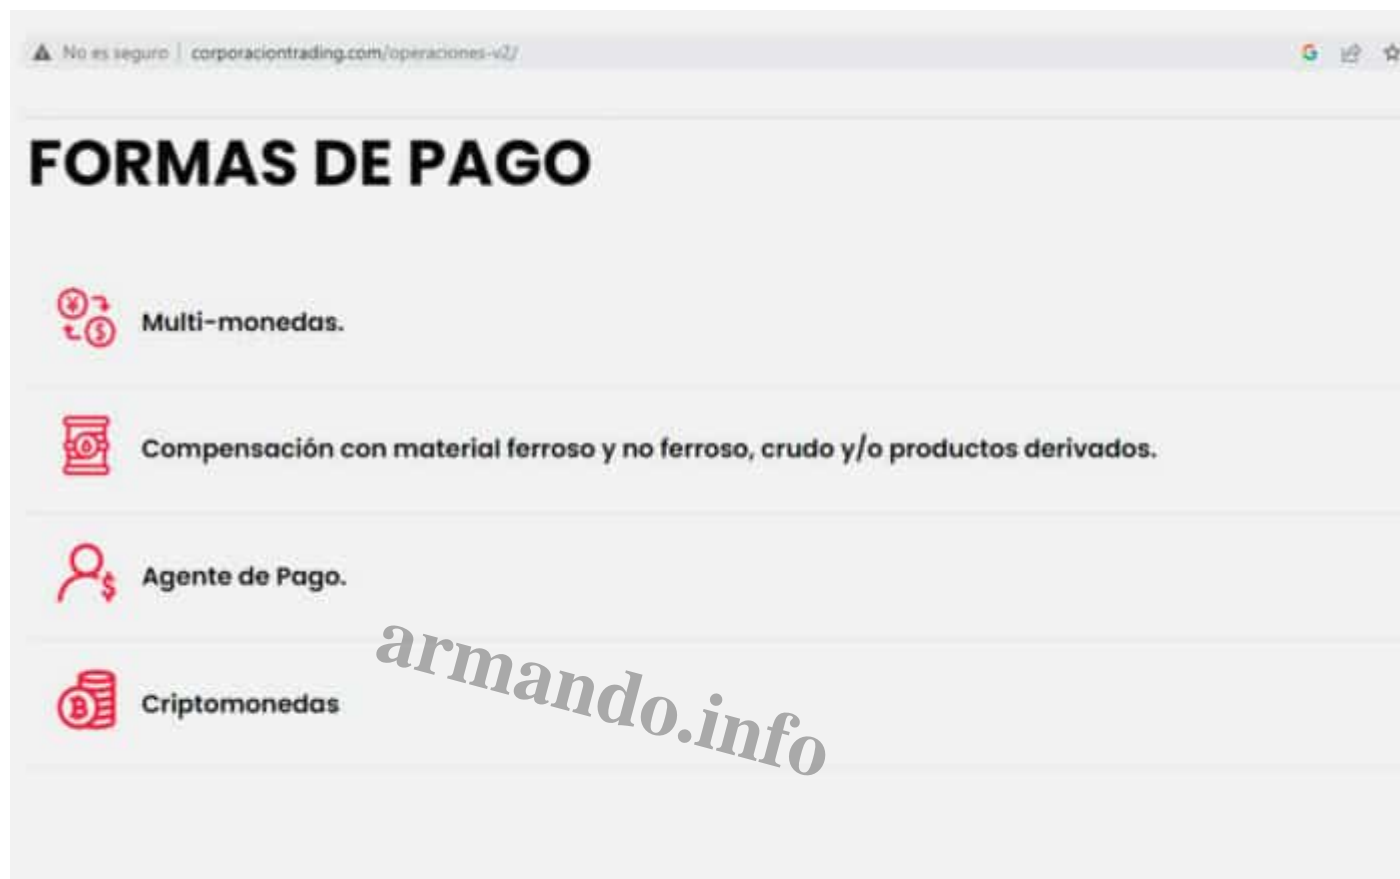 No es seguro | corporaciontrading.com/operaciones-v2/
FORMAS DE PAGO
Multi-monedas.
Compensación con material ferroso y no ferroso, crudo y/o productos derivados.
Agente de Pago.
Criptomonedas
armando.info